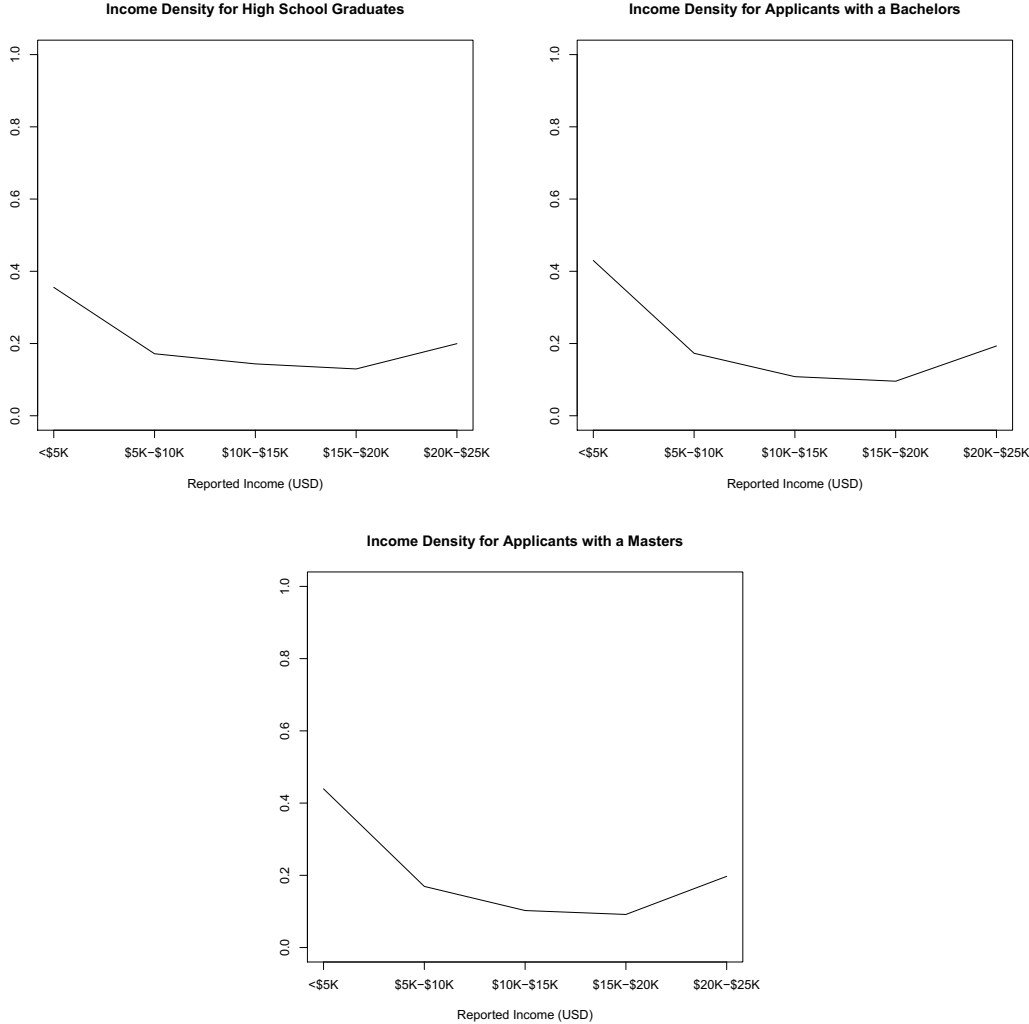 Income Density for High School Graduates
1.0
0.8
0.6
0.4
0.2
0.0
<$5K $5K−$10K $10K−$15K $15K−$20K $20K−$25K
Reported Income (USD)
Income Density for Applicants with a Bachelors
1.0
0.8
0.6
0.4
0.2
0.0
<$5K $5K−$10K $10K−$15K $15K−$20K $20K−$25K
Reported Income (USD)
Income Density for Applicants with a Masters
1.0
0.8
0.6
0.4
0.2
0.0
<$5K $5K−$10K $10K−$15K $15K−$20K $20K−$25K
Reported Income (USD)